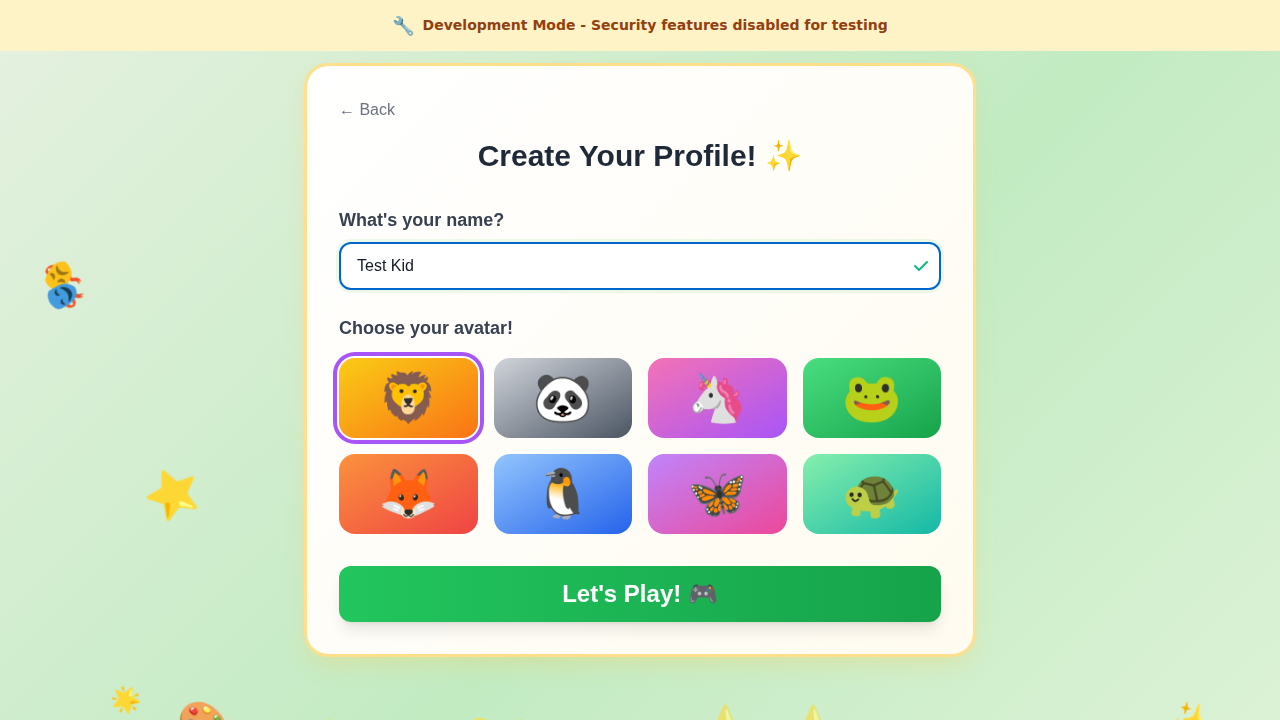 🔧 Development Mode - Security features disabled for testing
← Back
Create Your Profile! ✨
What's your name?
Test Kid
Choose your avatar!
Let's Play! 🎮